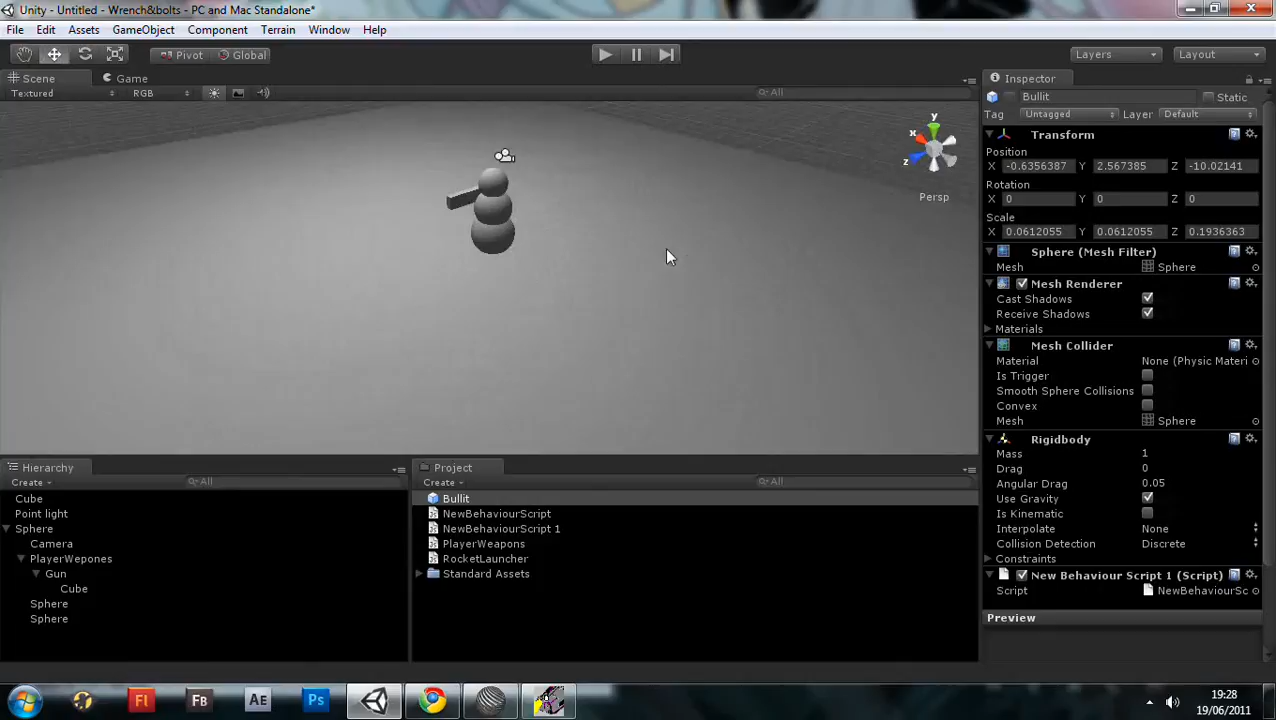 Unity - Untitled - Wrench&bolts - PC and Mac Standalone*
File Edit Assets GameObject Component Terrain Window Help
Pivot Global Layers Layout
Scene Game
Textured RGB All
y
x
z
Persp
Inspector
Bullit Static
Tag Untagged Layer Default
Transform
Position
X -0.6356387 Y 2.567385 Z -10.02141
Rotation
X 0 Y 0 Z 0
Scale
X 0.0612055 Y 0.0612055 Z 0.1936363
Sphere (Mesh Filter)
Mesh Sphere
Mesh Renderer
Cast Shadows
Receive Shadows
Materials
Mesh Collider
Material None (Physic Materi
Is Trigger
Smooth Sphere Collisions
Convex
Mesh Sphere
Rigidbody
Mass 1
Drag 0
Angular Drag 0.05
Use Gravity
Is Kinematic
Interpolate None
Collision Detection Discrete
Constraints
New Behaviour Script 1 (Script)
Script NewBehaviourSc
Preview
Hierarchy
Create All
Cube
Point light
Sphere
Camera
PlayerWepones
Gun
Cube
Sphere
Sphere
Project
Create All
Bullit
NewBehaviourScript
NewBehaviourScript 1
PlayerWeapons
RocketLauncher
Standard Assets
Fl Fb Ae Ps
19:28
19/06/2011